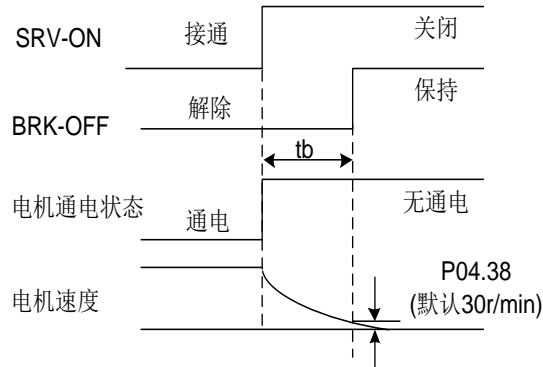 SRV-ON 接通 关闭
BRK-OFF 解除 保持
tb
电机通电状态 通电 无通电
电机速度 P04.38
(默认30r/min)